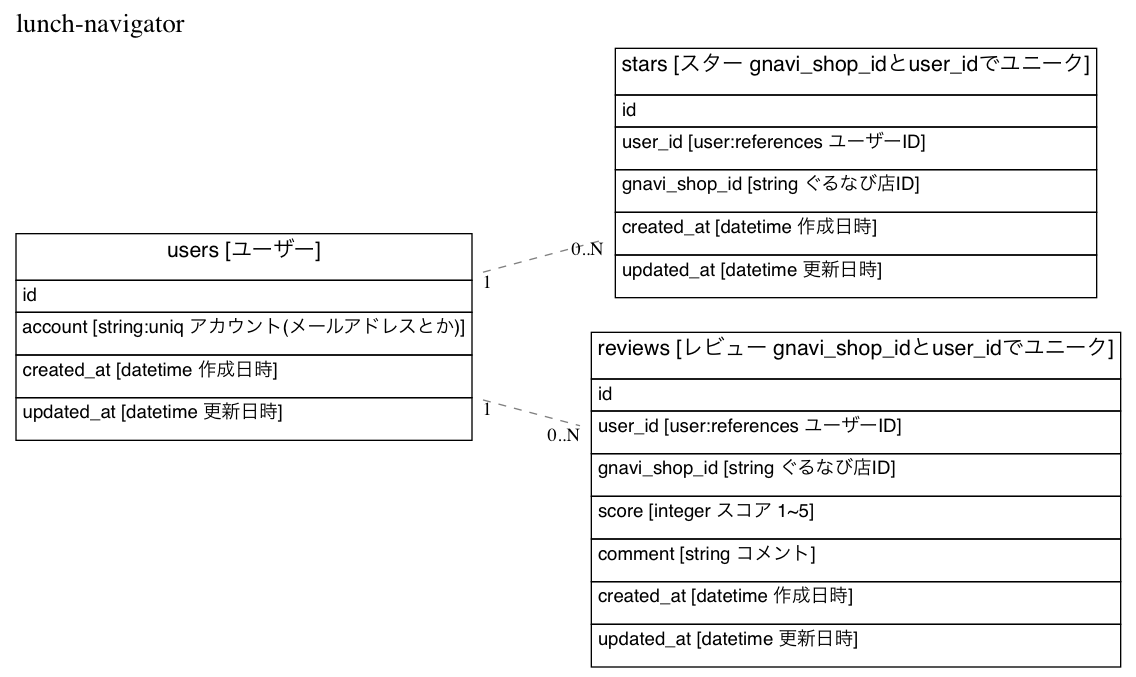 lunch-navigator
users [ユーザー]
id
account [string:uniq アカウント(メールアドレスとか)]
created_at [datetime 作成日時]
updated_at [datetime 更新日時]
1
0..N
1
0..N
stars [スター gnavi_shop_idとuser_idでユニーク]
id
user_id [user:references ユーザーID]
gnavi_shop_id [string ぐるなび店ID]
created_at [datetime 作成日時]
updated_at [datetime 更新日時]
reviews [レビュー gnavi_shop_idとuser_idでユニーク]
id
user_id [user:references ユーザーID]
gnavi_shop_id [string ぐるなび店ID]
score [integer スコア 1~5]
comment [string コメント]
created_at [datetime 作成日時]
updated_at [datetime 更新日時]